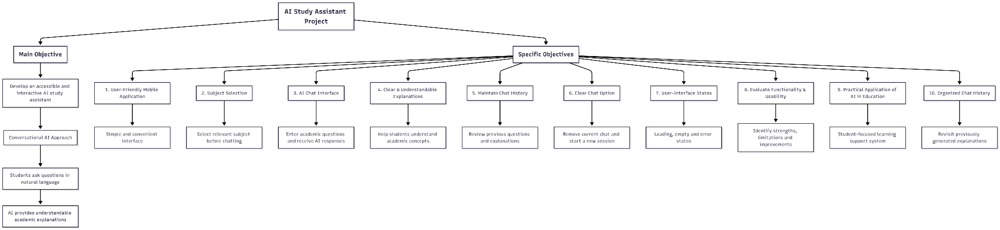 AI Study Assistant
Project
Main Objective
Specific Objectives
Develop an accessible and
interactive AI study
assistant
1. User-Friendly Mobile
Application
2. Subject Selection
3. AI Chat Interface
4. Clear & Understandable
Explanations
5. Maintain Chat History
6. Clear Chat Option
7. User-Interface States
8. Evaluate Functionality &
Usability
9. Practical Application of
AI in Education
10. Organized Chat History
Conversational AI Approach
Simple and convenient
interface
Select relevant subject
before chatting
Enter academic questions
and receive AI responses
Help students understand
academic concepts
Review previous questions
and explanations
Remove current chat and
start a new session
Loading, empty and error
states
Identify strengths,
limitations and
improvements
Student-focused learning
support system
Revisit previously
generated explanations
Students ask questions in
natural language
AI provides understandable
academic explanations